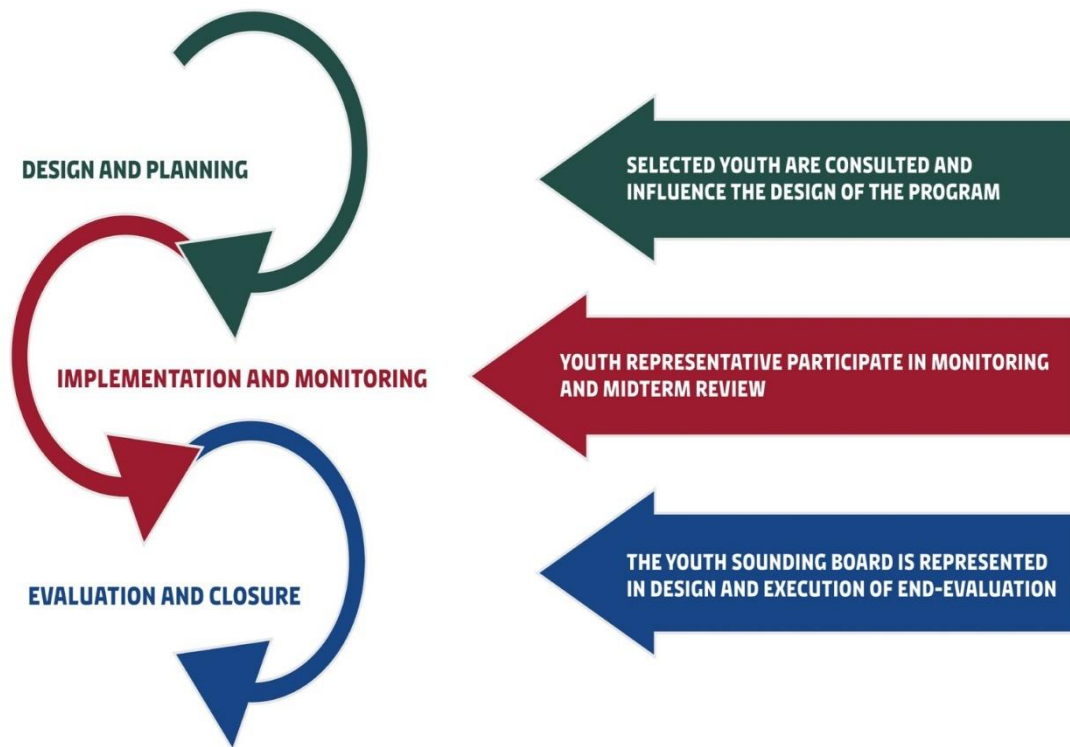 DESIGN AND PLANNING
SELECTED YOUTH ARE CONSULTED AND
INFLUENCE THE DESIGN OF THE PROGRAM
IMPLEMENTATION AND MONITORING
YOUTH REPRESENTATIVE PARTICIPATE IN MONITORING
AND MIDTERM REVIEW
EVALUATION AND CLOSURE
THE YOUTH SOUNDING BOARD IS REPRESENTED
IN DESIGN AND EXECUTION OF END-EVALUATION